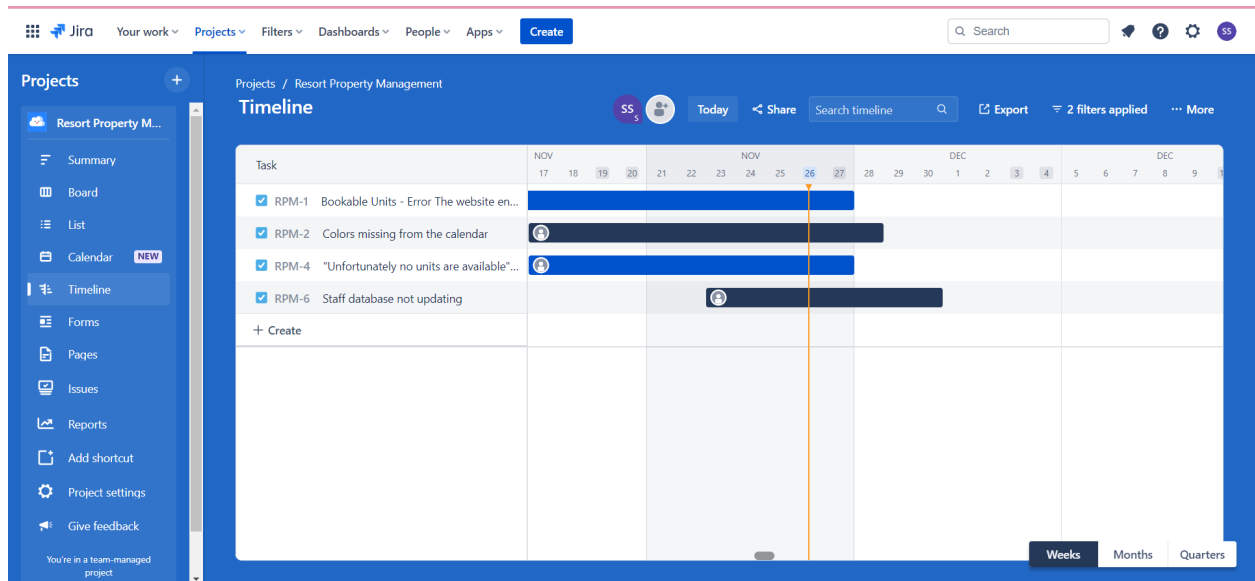 Jira Your work Projects Filters Dashboards People Apps Create Search SS
Projects +
Resort Property M...
Summary
Board
List
Calendar NEW
Timeline
Forms
Pages
Issues
Reports
Add shortcut
Project settings
Give feedback
You're in a team-managed
project
Projects / Resort Property Management
Timeline SS S Today Share Search timeline Export 2 filters applied ... More
Task
NOV NOV DEC DEC
17 18 19 20 21 22 23 24 25 26 27 28 29 30 1 2 3 4 5 6 7 8 9 1
RPM-1 Bookable Units - Error The website en...
RPM-2 Colors missing from the calendar
RPM-4 "Unfortunately no units are available"...
RPM-6 Staff database not updating
+ Create
Weeks Months Quarters